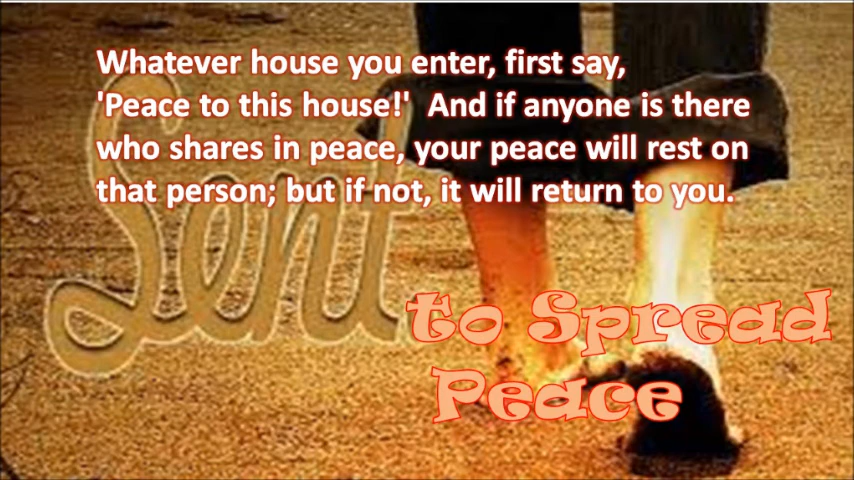 Whatever house you enter, first say,
'Peace to this house!'  And if anyone is there
who shares in peace, your peace will rest on
that person; but if not, it will return to you.
Sent
to Spread
Peace